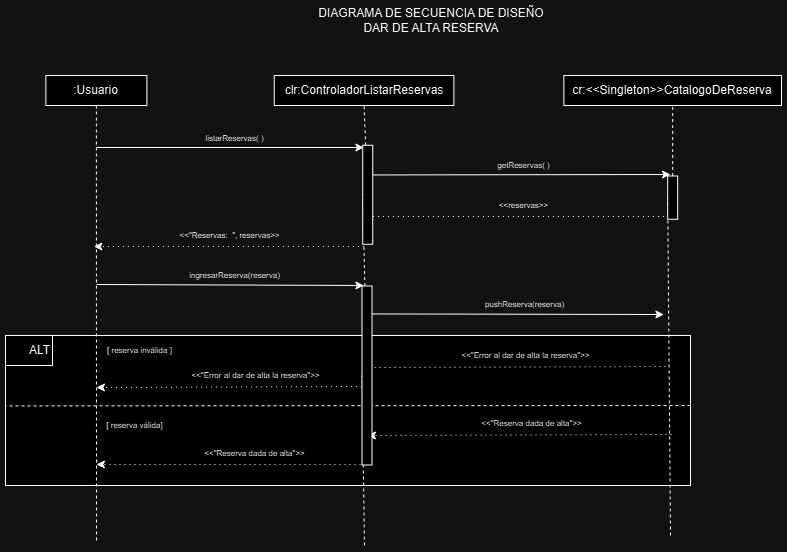 DIAGRAMA DE SECUENCIA DE DISEÑO
DAR DE ALTA RESERVA
:Usuario
clr:ControladorListarReservas
cr:<<Singleton>>CatalogoDeReserva
listarReservas( )
getReservas( )
<<reservas>>
<<"Reservas: ", reservas>>
ingresarReserva(reserva)
pushReserva(reserva)
ALT
[ reserva inválida ]
<<"Error al dar de alta la reserva">>
<<"Error al dar de alta la reserva">>
[ reserva válida]
<<"Reserva dada de alta">>
<<"Reserva dada de alta">>